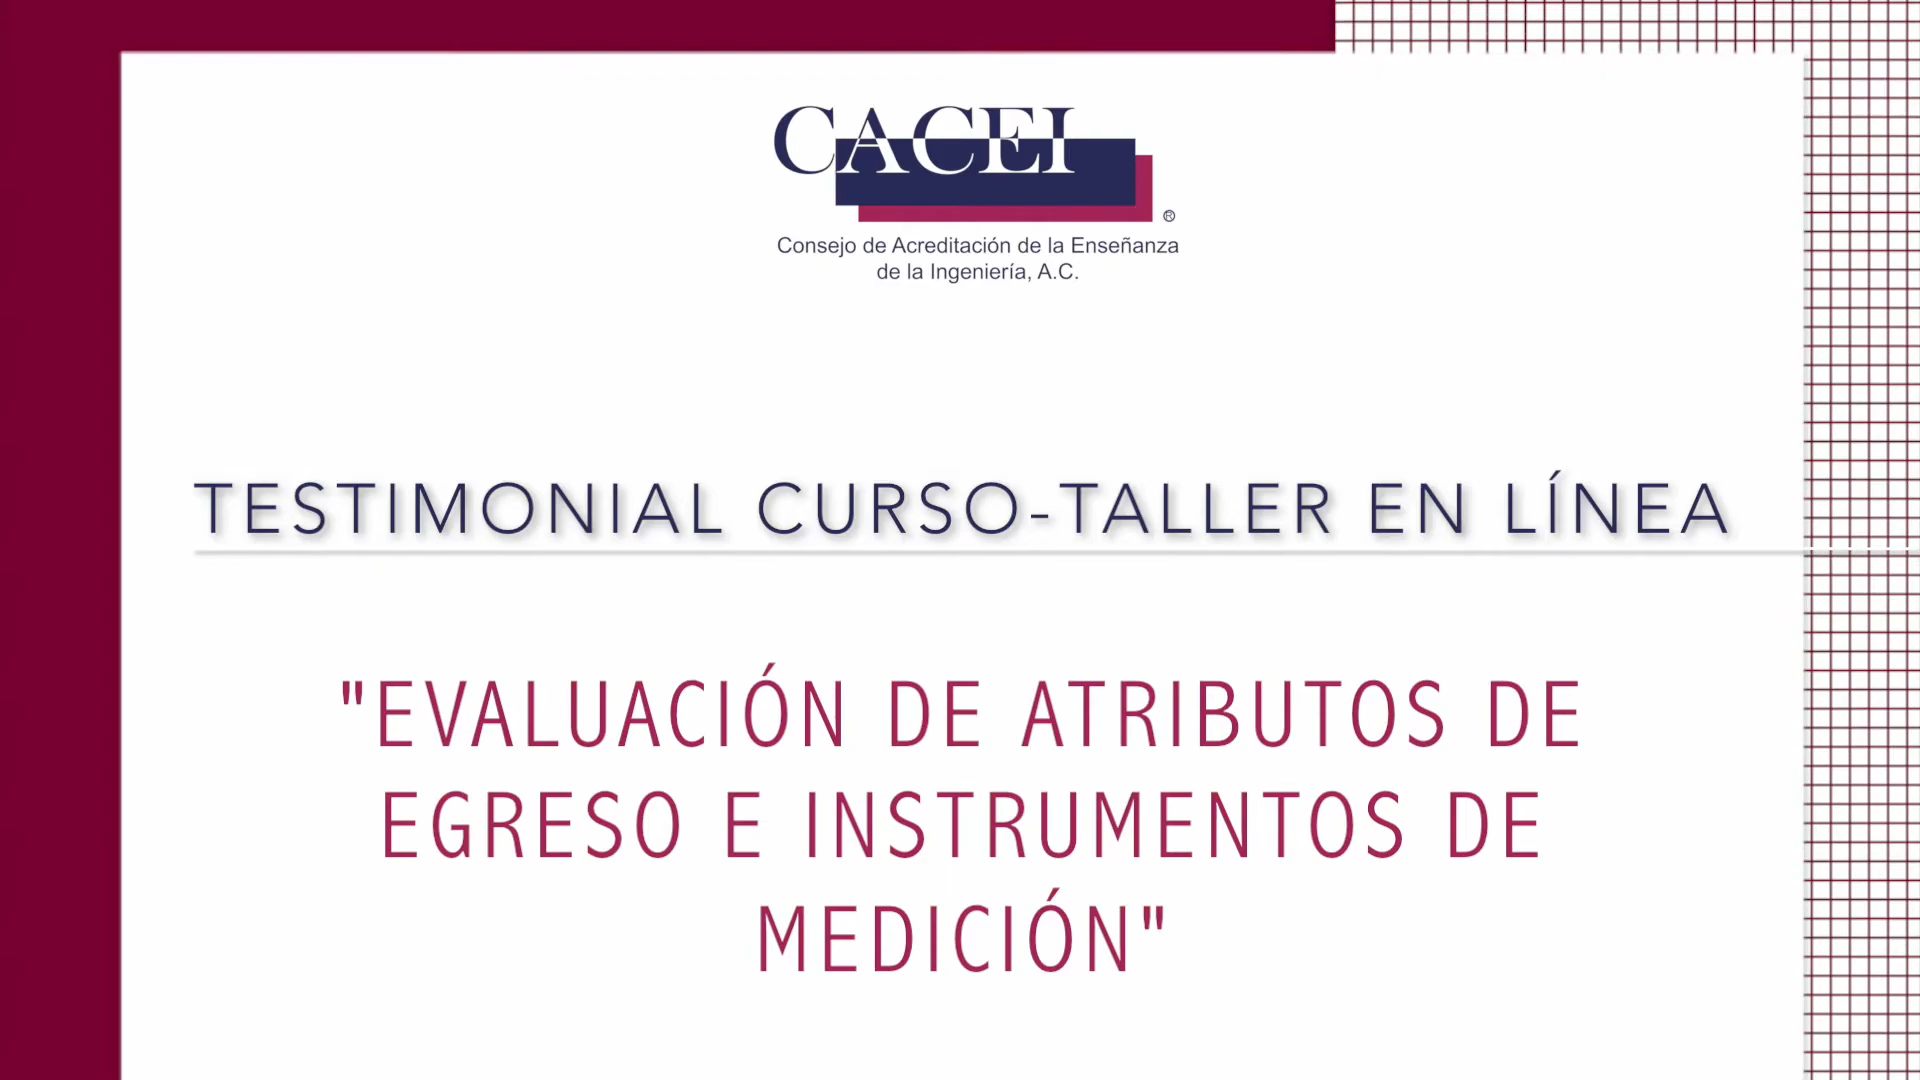 CACEI
®
Consejo de Acreditación de la Enseñanza
de la Ingeniería, A.C.
TESTIMONIAL CURSO-TALLER EN LÍNEA
"EVALUACIÓN DE ATRIBUTOS DE
EGRESO E INSTRUMENTOS DE
MEDICIÓN"